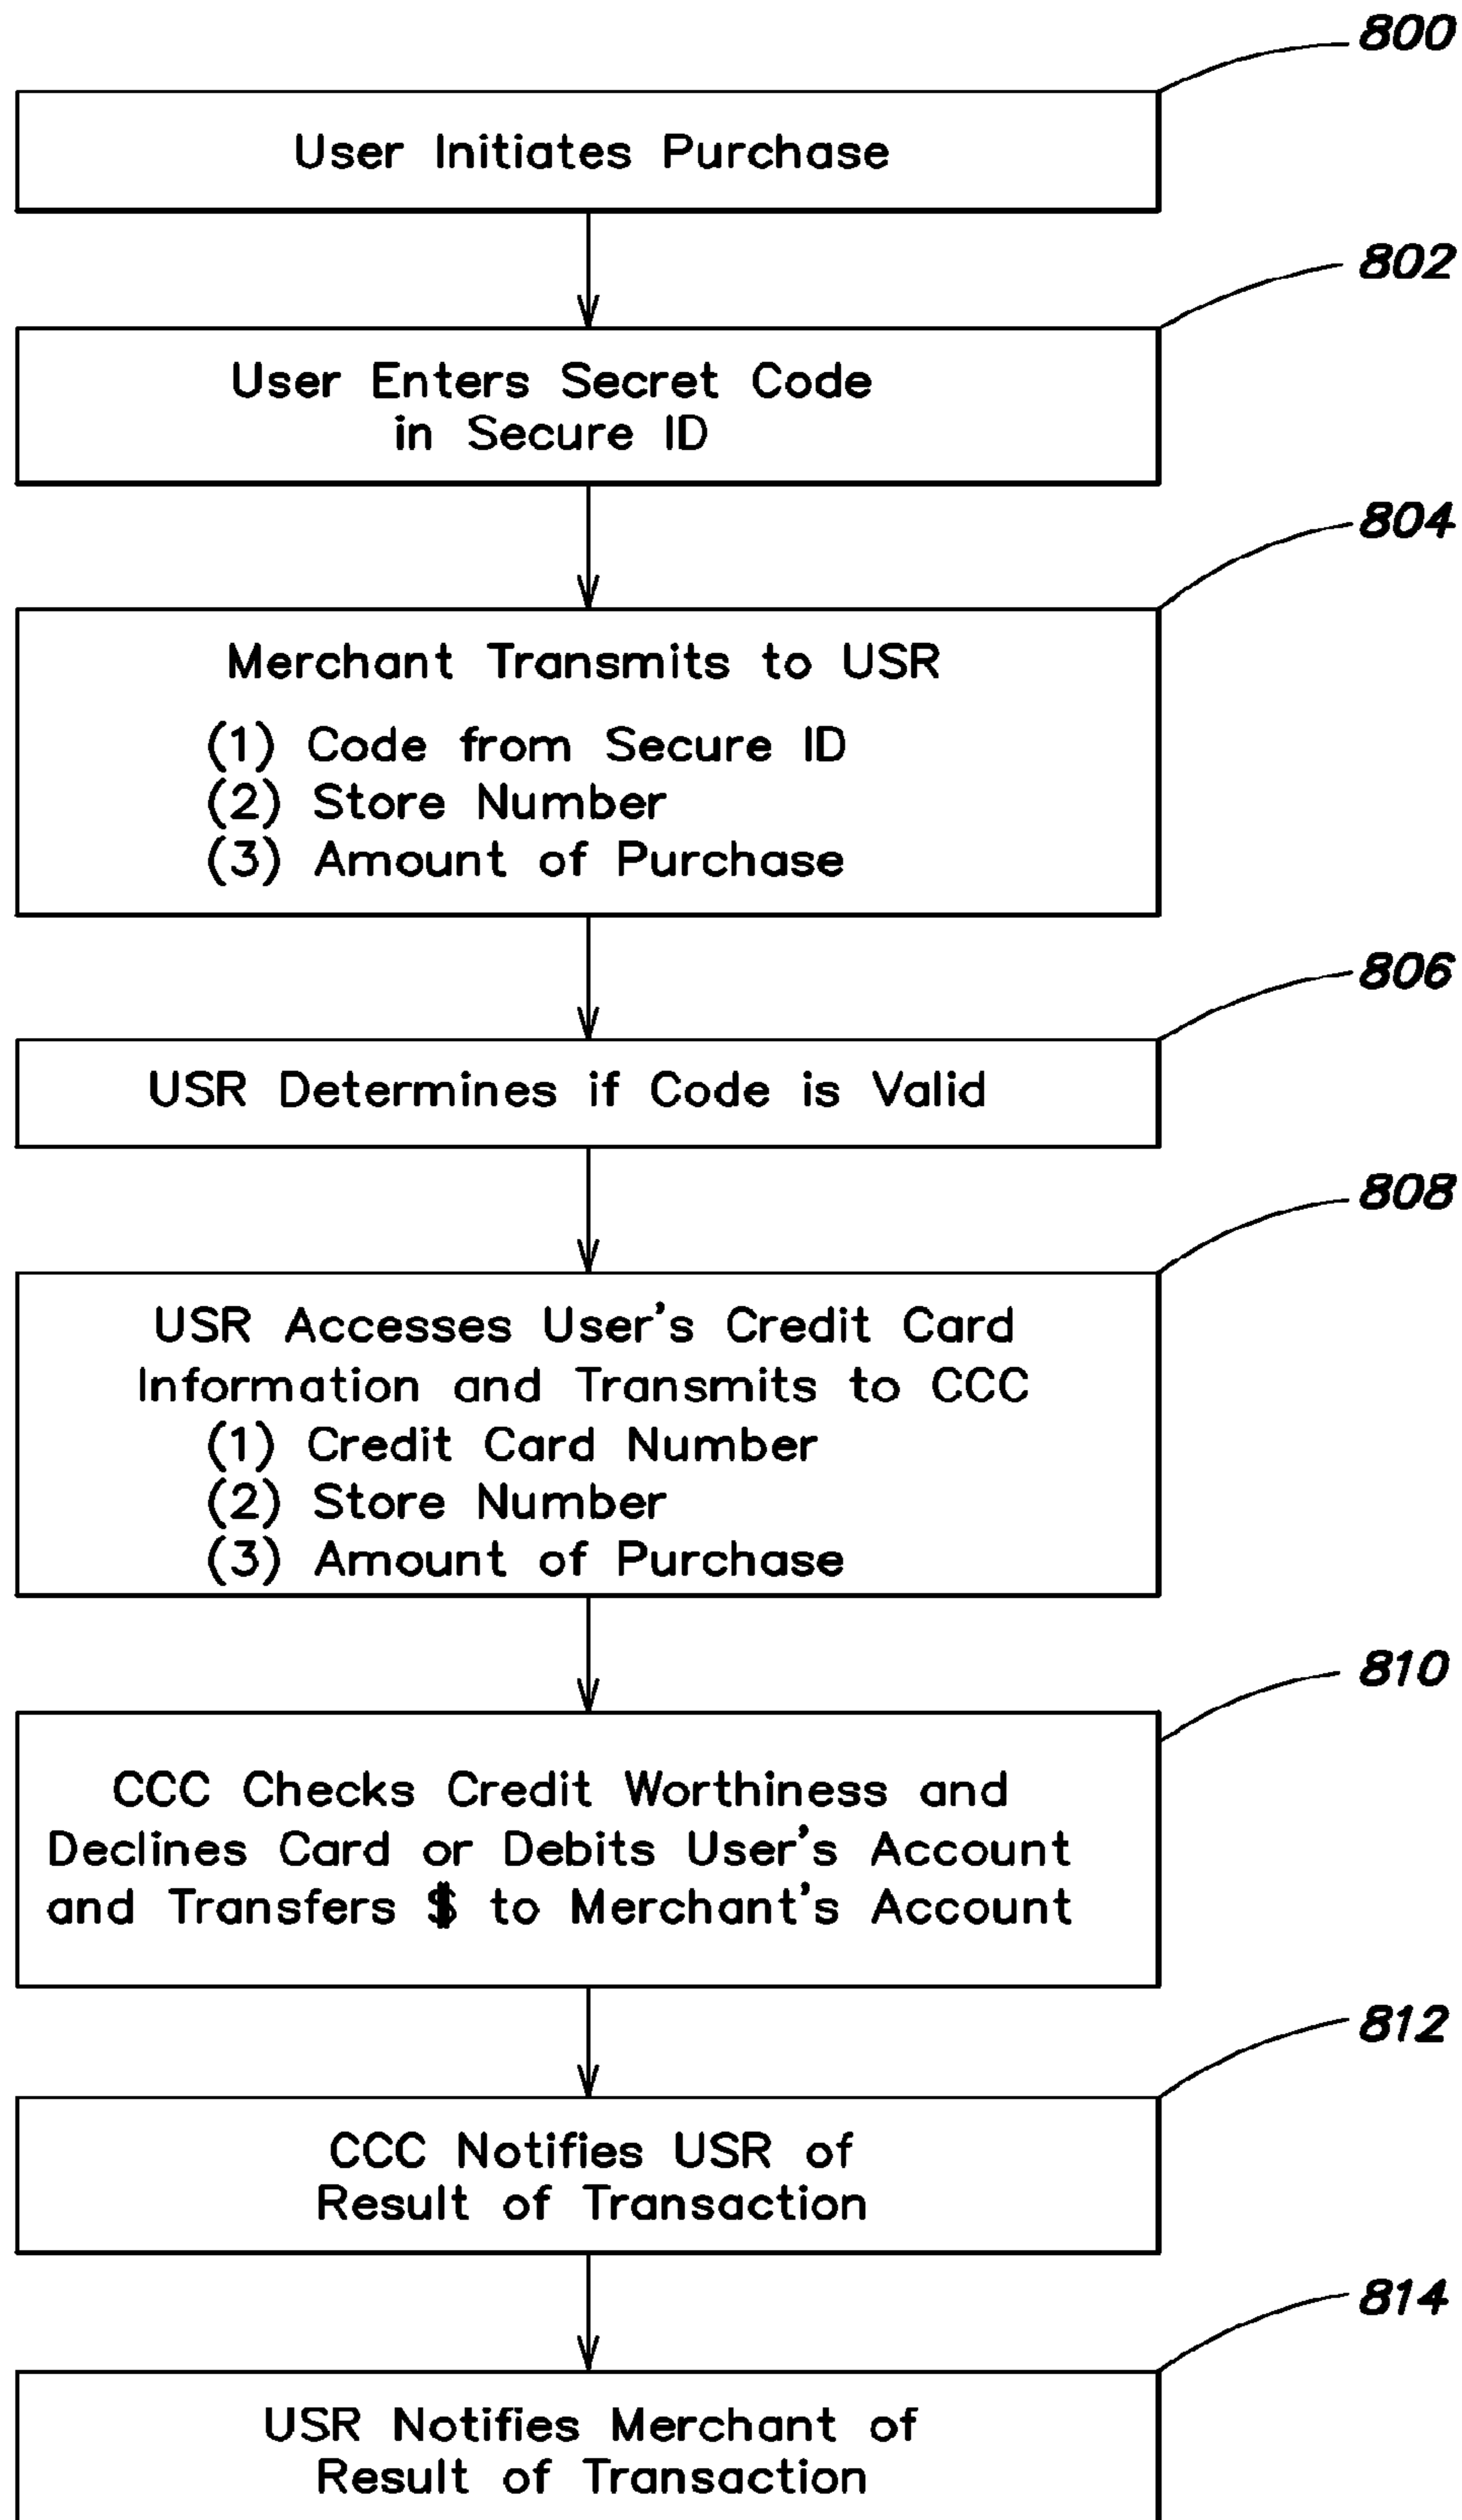 800
User Initiates Purchase
802
User Enters Secret Code
in Secure ID
804
Merchant Transmits to USR
(1) Code from Secure ID
(2) Store Number
(3) Amount of Purchase
806
USR Determines if Code is Valid
808
USR Accesses User's Credit Card
Information and Transmits to CCC
(1) Credit Card Number
(2) Store Number
(3) Amount of Purchase
810
CCC Checks Credit Worthiness and
Declines Card or Debits User's Account
and Transfers $ to Merchant's Account
812
CCC Notifies USR of
Result of Transaction
814
USR Notifies Merchant of
Result of Transaction